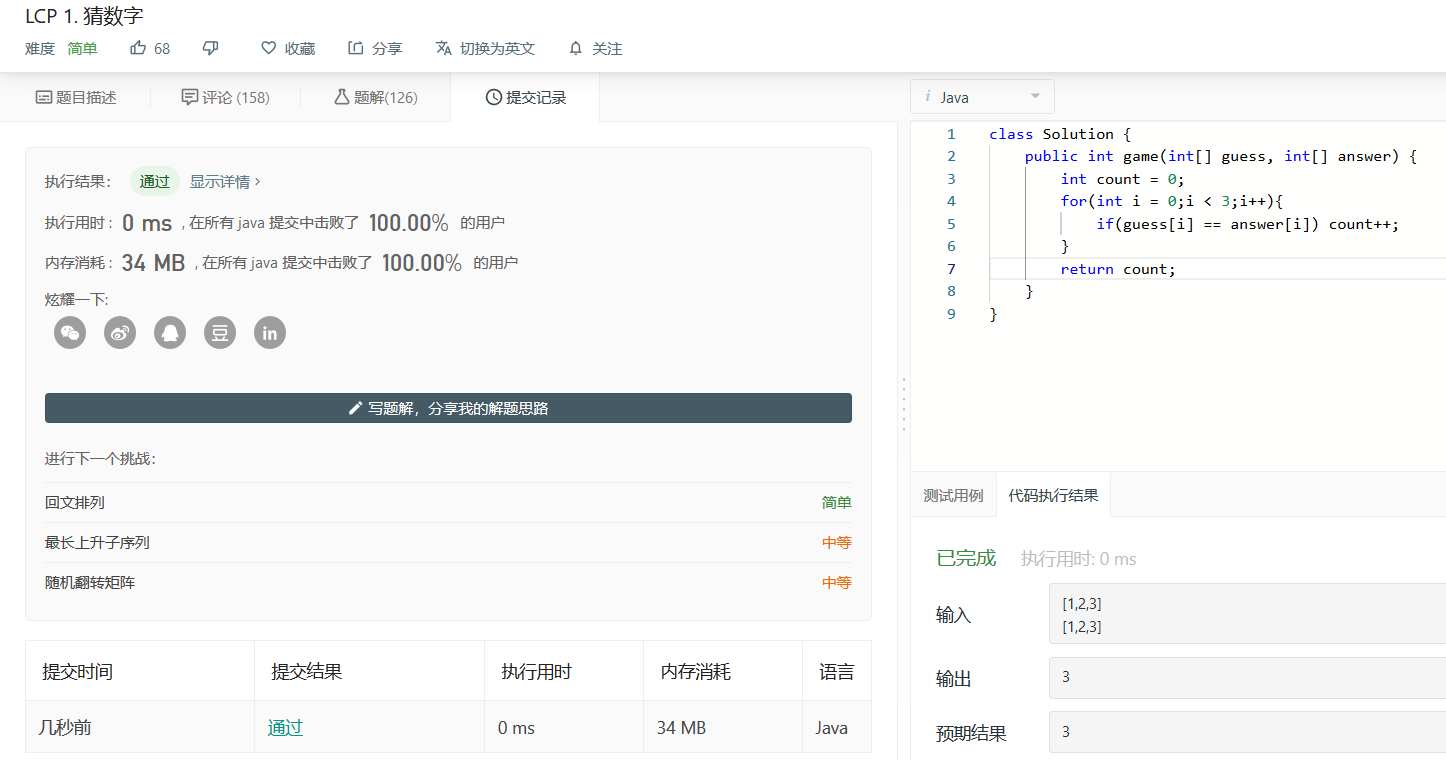 LCP 1. 猜数字
难度 简单 68 收藏 分享 切换为英文 关注
题目描述 评论 (158) 题解(126) 提交记录
执行结果： 通过 显示详情 ›
执行用时 : 0 ms , 在所有 java 提交中击败了 100.00% 的用户
内存消耗 : 34 MB , 在所有 java 提交中击败了 100.00% 的用户
炫耀一下:
写题解，分享我的解题思路
进行下一个挑战：
回文排列 简单
最长上升子序列 中等
随机翻转矩阵 中等
提交时间 提交结果 执行用时 内存消耗 语言
几秒前 通过 0 ms 34 MB Java
i Java
1 class Solution {
2 public int game(int[] guess, int[] answer) {
3 int count = 0;
4 for(int i = 0;i < 3;i++){
5 if(guess[i] == answer[i]) count++;
6 }
7 return count;
8 }
9 }
测试用例 代码执行结果
已完成 执行用时: 0 ms
输入
[1,2,3]
[1,2,3]
输出 3
预期结果 3